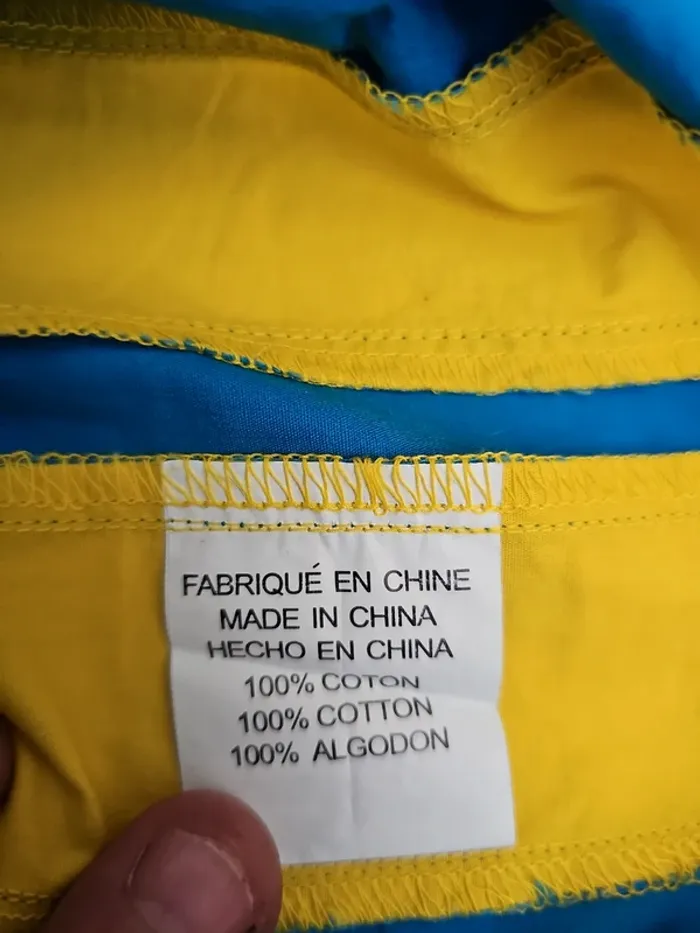 FABRIQUÉ EN CHINE
MADE IN CHINA
HECHO EN CHINA
100% COTON
100% COTTON
100% ALGODON